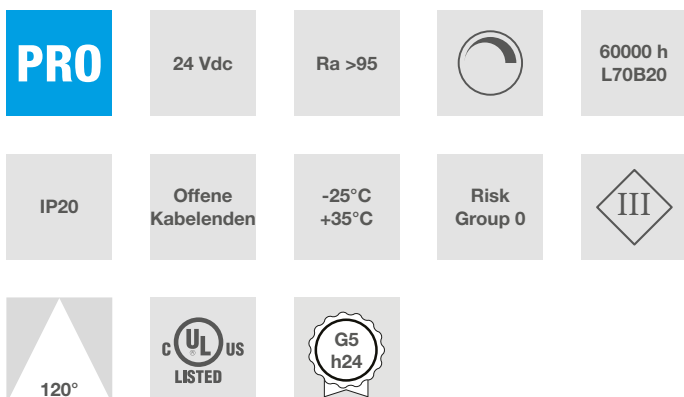 PRO
24 Vdc
Ra >95
60000 h
L70B20
IP20
Offene
Kabelenden
-25°C
+35°C
Risk
Group 0
III
120°
C UL® US
LISTED
G5
h24